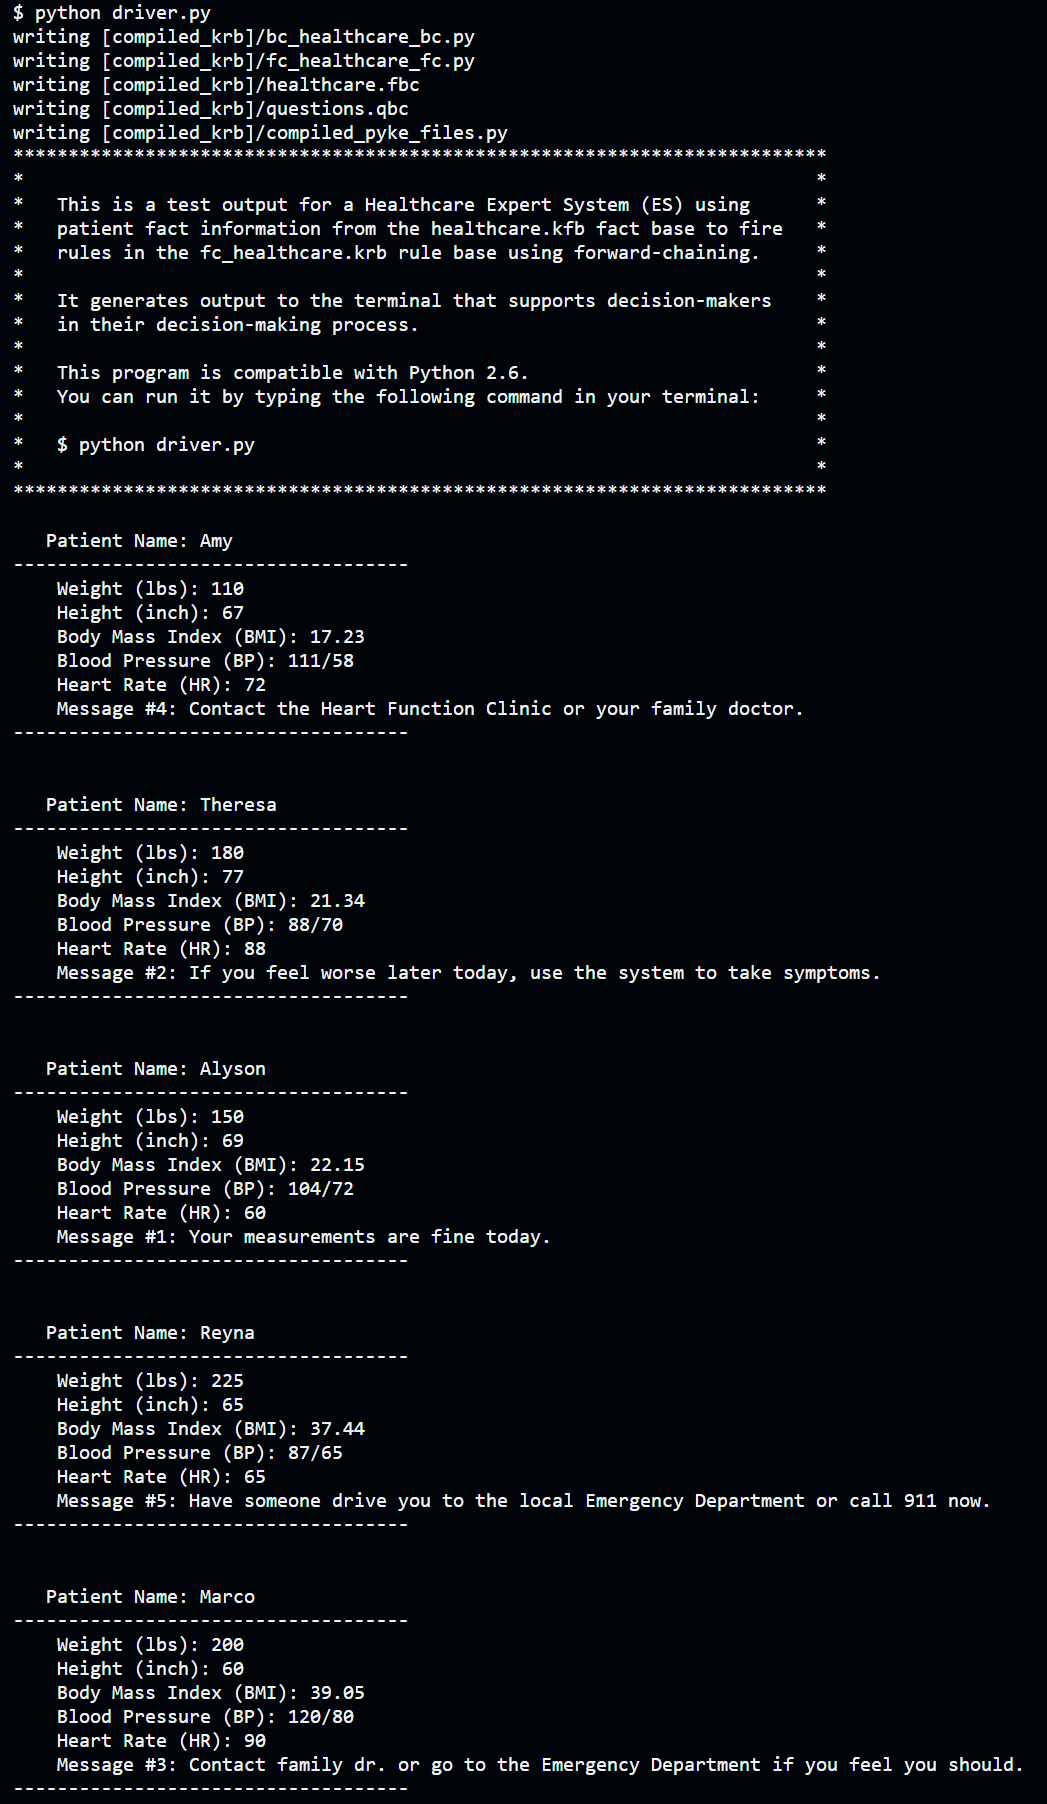 $ python driver.py
writing [compiled_krb]/bc_healthcare_bc.py
writing [compiled_krb]/fc_healthcare_fc.py
writing [compiled_krb]/healthcare.fbc
writing [compiled_krb]/questions.qbc
writing [compiled_krb]/compiled_pyke_files.py
**************************************************************************
*                                                                        *
*   This is a test output for a Healthcare Expert System (ES) using      *
*   patient fact information from the healthcare.kfb fact base to fire   *
*   rules in the fc_healthcare.krb rule base using forward-chaining.     *
*                                                                        *
*   It generates output to the terminal that supports decision-makers    *
*   in their decision-making process.                                    *
*                                                                        *
*   This program is compatible with Python 2.6.                          *
*   You can run it by typing the following command in your terminal:     *
*                                                                        *
*   $ python driver.py                                                   *
*                                                                        *
**************************************************************************
   Patient Name: Amy
------------------------------------
    Weight (lbs): 110
    Height (inch): 67
    Body Mass Index (BMI): 17.23
    Blood Pressure (BP): 111/58
    Heart Rate (HR): 72
    Message #4: Contact the Heart Function Clinic or your family doctor.
------------------------------------
   Patient Name: Theresa
------------------------------------
    Weight (lbs): 180
    Height (inch): 77
    Body Mass Index (BMI): 21.34
    Blood Pressure (BP): 88/70
    Heart Rate (HR): 88
    Message #2: If you feel worse later today, use the system to take symptoms.
------------------------------------
   Patient Name: Alyson
------------------------------------
    Weight (lbs): 150
    Height (inch): 69
    Body Mass Index (BMI): 22.15
    Blood Pressure (BP): 104/72
    Heart Rate (HR): 60
    Message #1: Your measurements are fine today.
------------------------------------
   Patient Name: Reyna
------------------------------------
    Weight (lbs): 225
    Height (inch): 65
    Body Mass Index (BMI): 37.44
    Blood Pressure (BP): 87/65
    Heart Rate (HR): 65
    Message #5: Have someone drive you to the local Emergency Department or call 911 now.
------------------------------------
   Patient Name: Marco
------------------------------------
    Weight (lbs): 200
    Height (inch): 60
    Body Mass Index (BMI): 39.05
    Blood Pressure (BP): 120/80
    Heart Rate (HR): 90
    Message #3: Contact family dr. or go to the Emergency Department if you feel you should.
------------------------------------